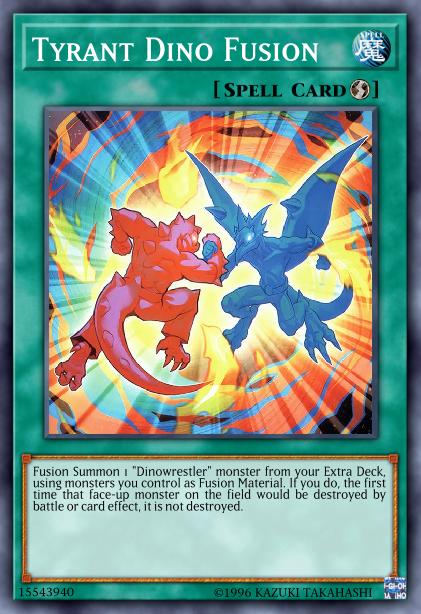 Tyrant Dino Fusion
SPELL
魔
[Spell Card]
Fusion Summon 1 "Dinowrestler" monster from your Extra Deck,
using monsters you control as Fusion Material. If you do, the first
time that face-up monster on the field would be destroyed by
battle or card effect, it is not destroyed.
15543940
©1996 KAZUKI TAKAHASHI